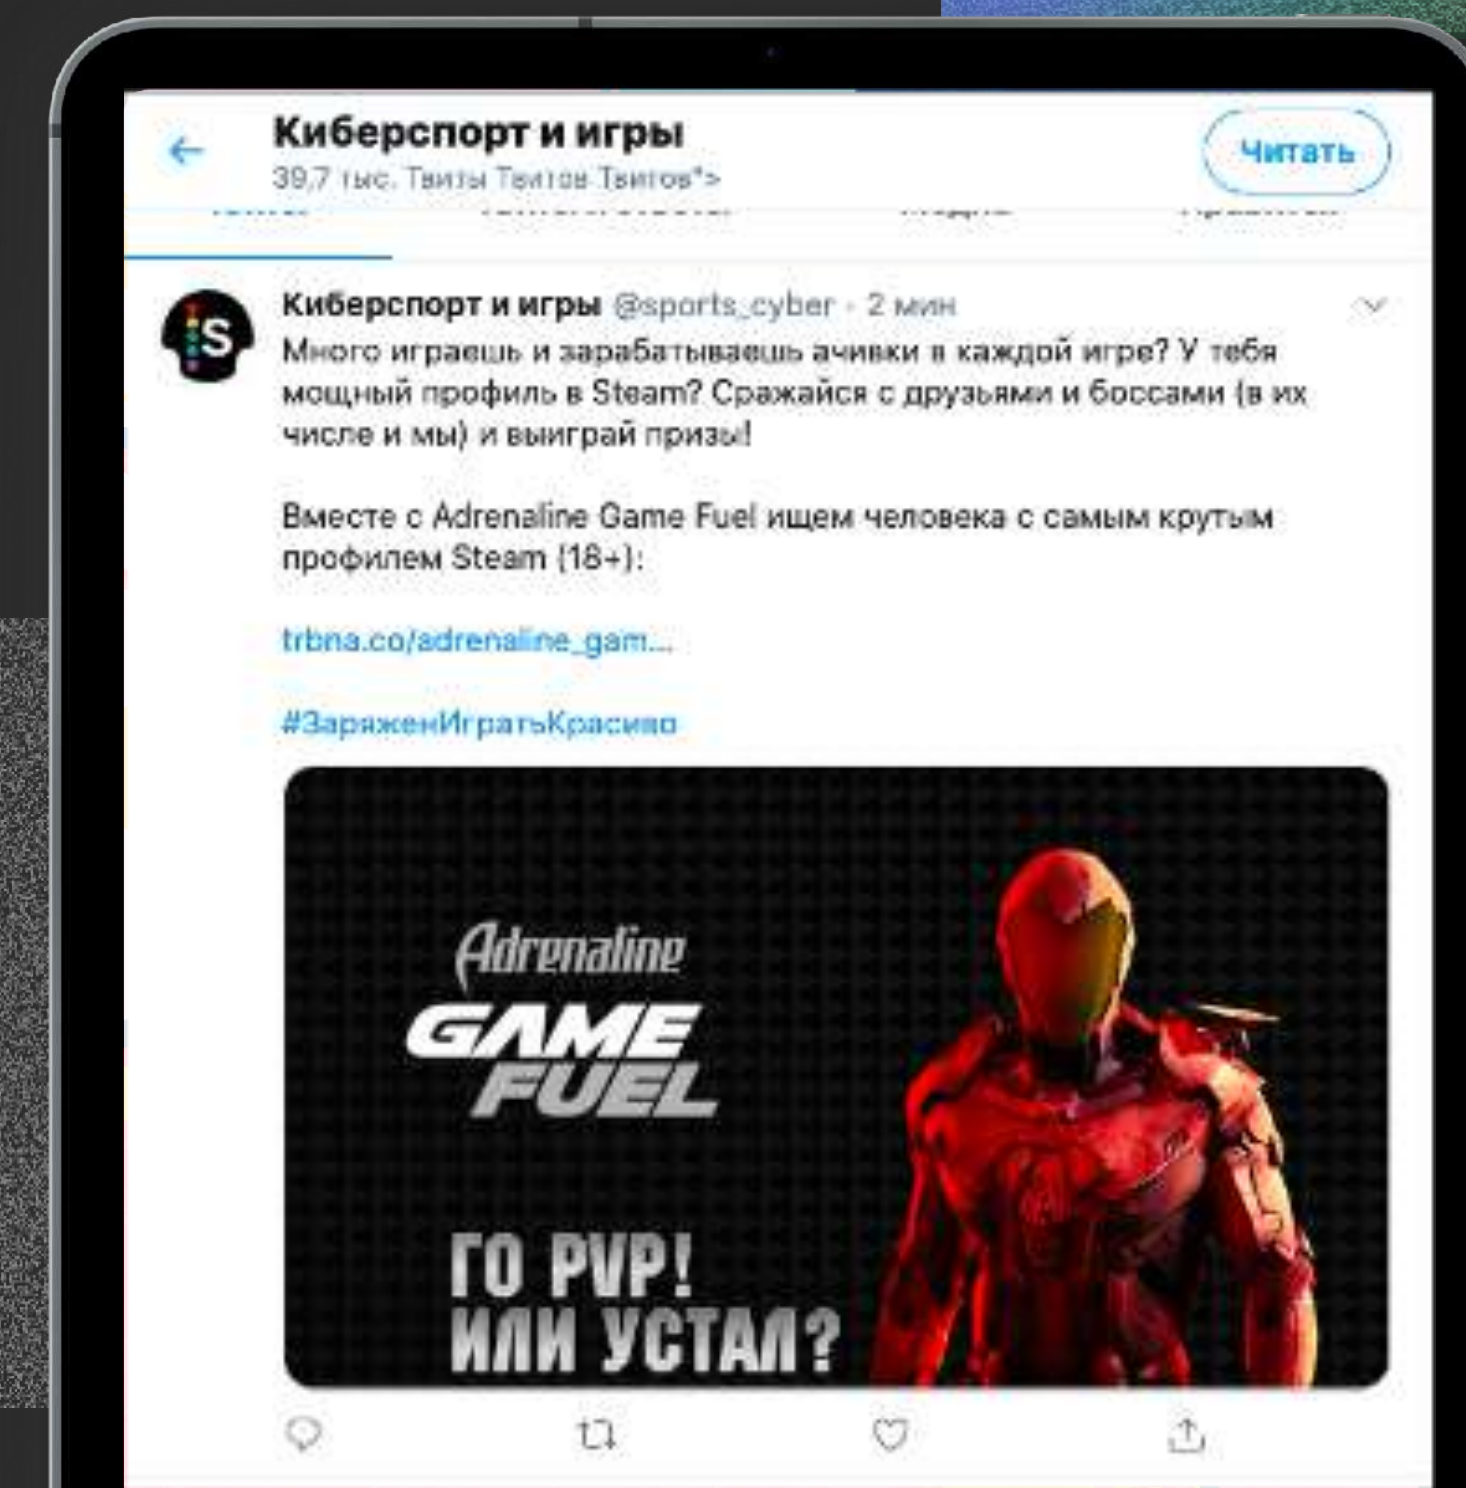 Киберспорт и игры
Читать
39,7 тыс. Твиты Твитов Твитов">
Киберспорт и игры @sports_cyber · 2 мин
Много играешь и зарабатываешь ачивки в каждой игре? У тебя
мощный профиль в Steam? Сражайся с друзьями и боссами (в их
числе и мы) и выиграй призы!
Вместе с Adrenaline Game Fuel ищем человека с самым крутым
профилем Steam (18+):
trbna.co/adrenaline_gam...
#ЗаряженИгратьКрасиво
Adrenaline
GAME
FUEL
ГО PVP!
ИЛИ УСТАЛ?